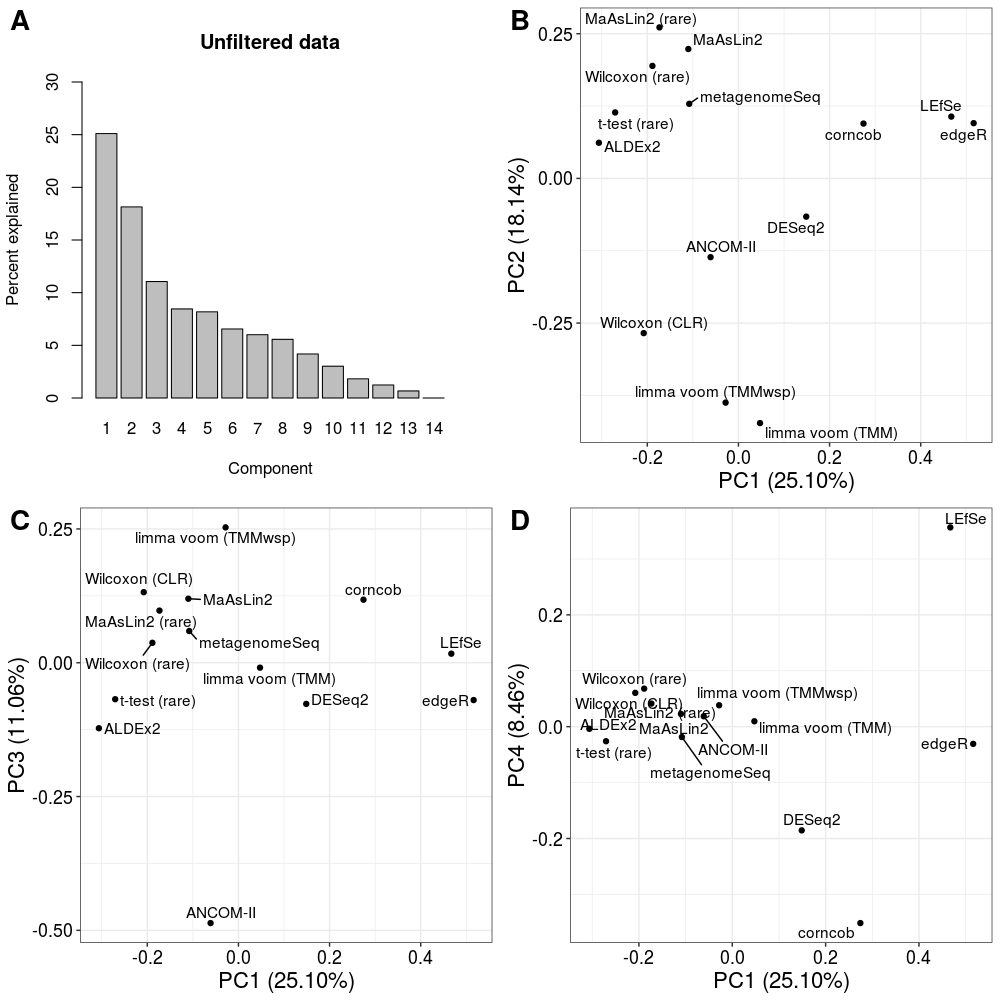 A
Unfiltered data
Percent explained
30
25
20
15
10
5
0
1 2 3 4 5 6 7 8 9 10 11 12 13 14
Component
B
PC2 (18.14%)
0.25
0.00
-0.25
MaAsLin2 (rare)
MaAsLin2
Wilcoxon (rare)
metagenomeSeq
LEfSe
t-test (rare)
corncob
edgeR
ALDEx2
DESeq2
ANCOM-II
Wilcoxon (CLR)
limma voom (TMMwsp)
limma voom (TMM)
-0.2 0.0 0.2 0.4
PC1 (25.10%)
C
PC3 (11.06%)
0.25
0.00
-0.25
-0.50
limma voom (TMMwsp)
Wilcoxon (CLR)
corncob
MaAsLin2
MaAsLin2 (rare)
metagenomeSeq
LEfSe
Wilcoxon (rare)
limma voom (TMM)
t-test (rare)
DESeq2
edgeR
ALDEx2
ANCOM-II
-0.2 0.0 0.2 0.4
PC1 (25.10%)
D
PC4 (8.46%)
0.2
0.0
-0.2
LEfSe
Wilcoxon (rare)
limma voom (TMMwsp)
Wilcoxon (CLR)
MaAsLin2 (rare)
ALDEx2
MaAsLin2
limma voom (TMM)
edgeR
t-test (rare)
ANCOM-II
metagenomeSeq
DESeq2
corncob
-0.2 0.0 0.2 0.4
PC1 (25.10%)